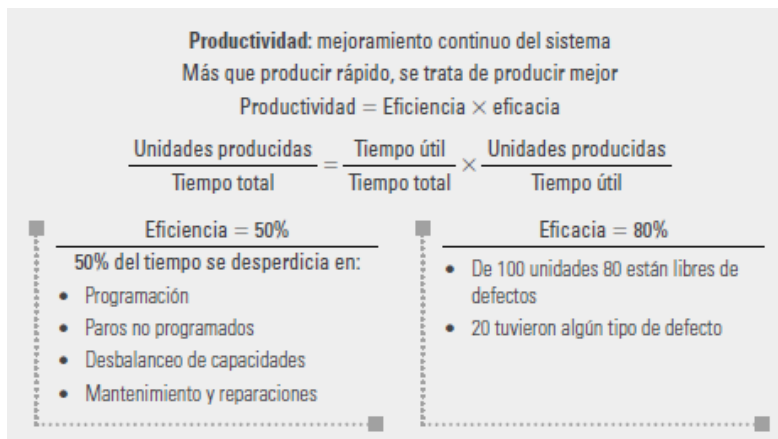 Productividad: mejoramiento continuo del sistema
Más que producir rápido, se trata de producir mejor
Productividad = Eficiencia × eficacia
Unidades producidas / Tiempo total = Tiempo útil / Tiempo total × Unidades producidas / Tiempo útil
Eficiencia = 50%
50% del tiempo se desperdicia en:
• Programación
• Paros no programados
• Desbalanceo de capacidades
• Mantenimiento y reparaciones
Eficacia = 80%
• De 100 unidades 80 están libres de
defectos
• 20 tuvieron algún tipo de defecto